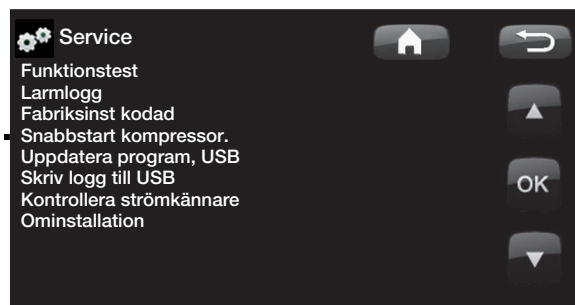 Service
Funktionstest
Larmlogg
Fabriksinst kodad
Snabbstart kompressor.
Uppdatera program, USB
Skriv logg till USB
Kontrollera strömkännare
Ominstallation
OK